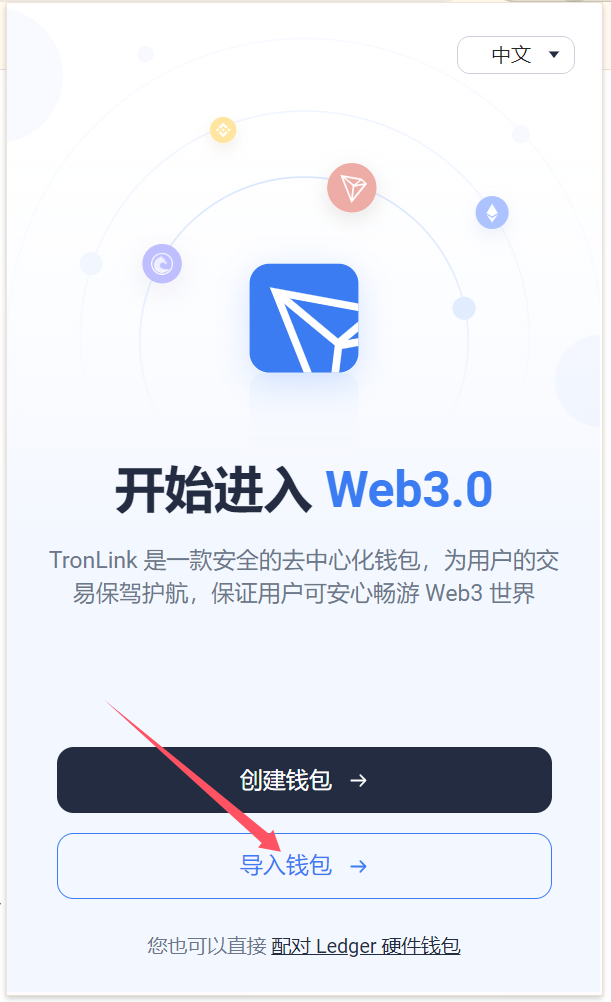 中文
开始进入 Web3.0
TronLink 是一款安全的去中心化钱包，为用户的交
易保驾护航，保证用户可安心畅游 Web3 世界
创建钱包 →
导入钱包 →
您也可以直接 配对 Ledger 硬件钱包